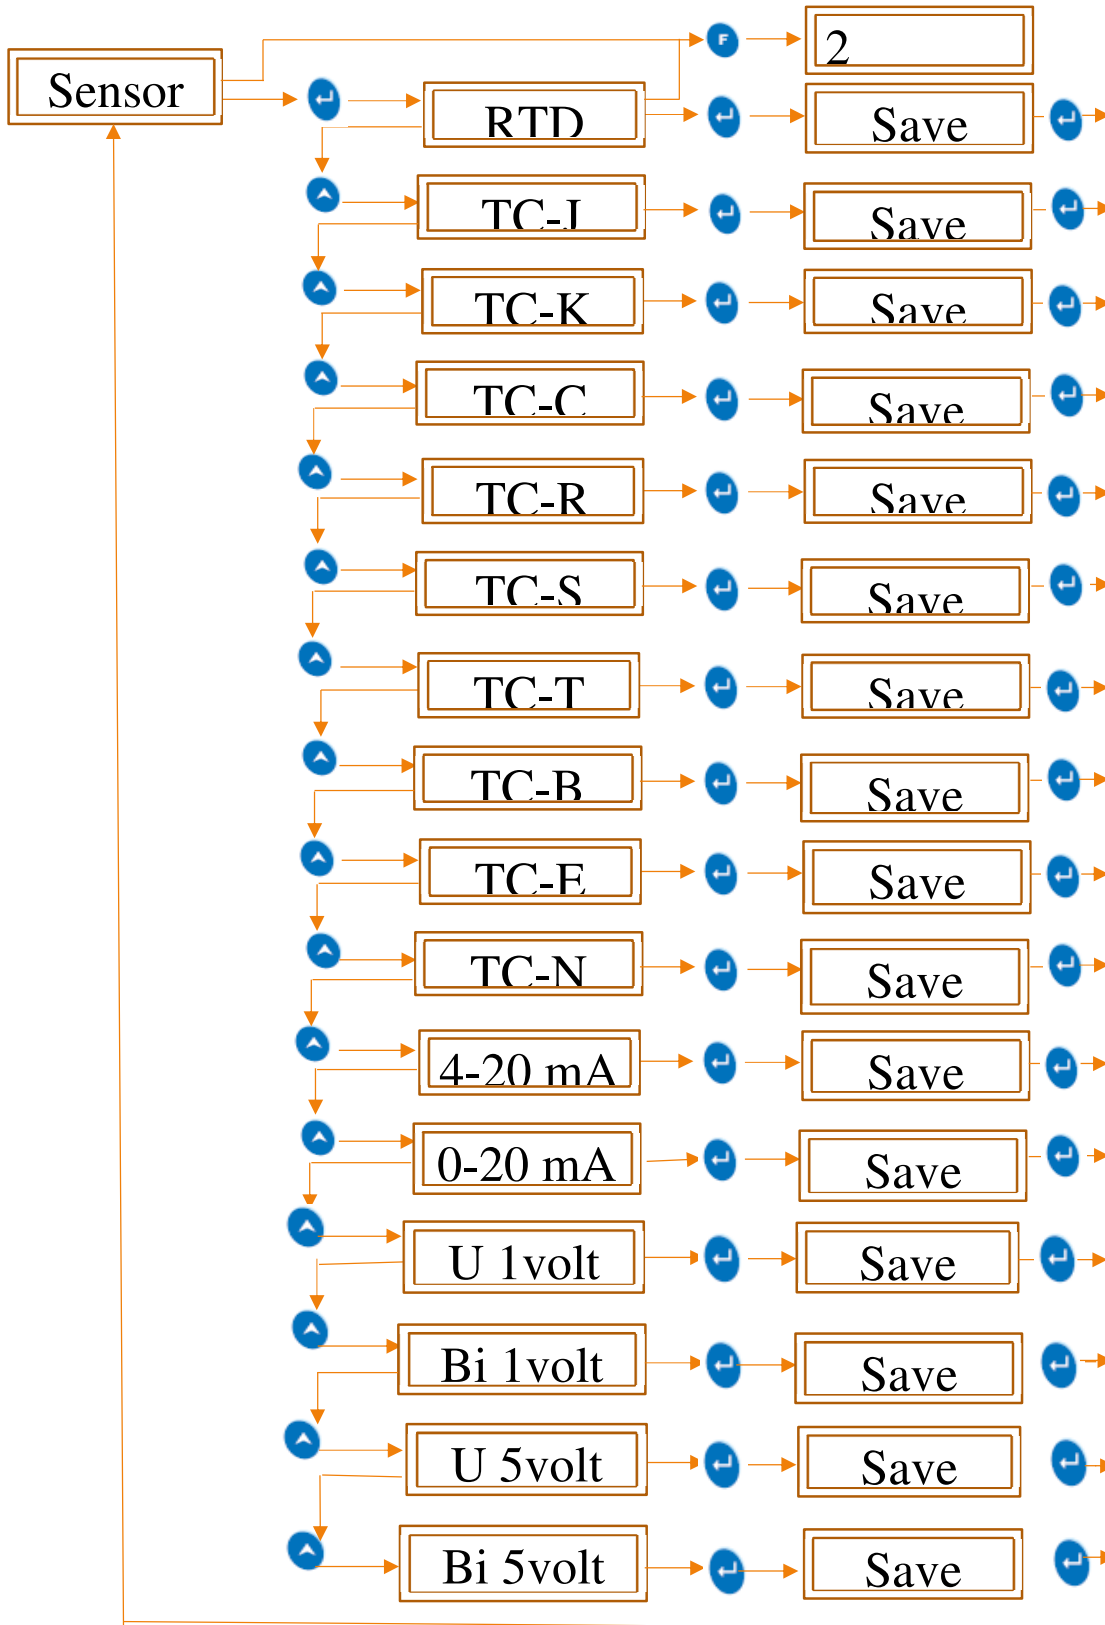 2
Sensor
F
RTD
Save
TC-J
Save
TC-K
Save
TC-C
Save
TC-R
Save
TC-S
Save
TC-T
Save
TC-B
Save
TC-E
Save
TC-N
Save
4-20 mA
Save
0-20 mA
Save
U 1volt
Save
Bi 1volt
Save
U 5volt
Save
Bi 5volt
Save